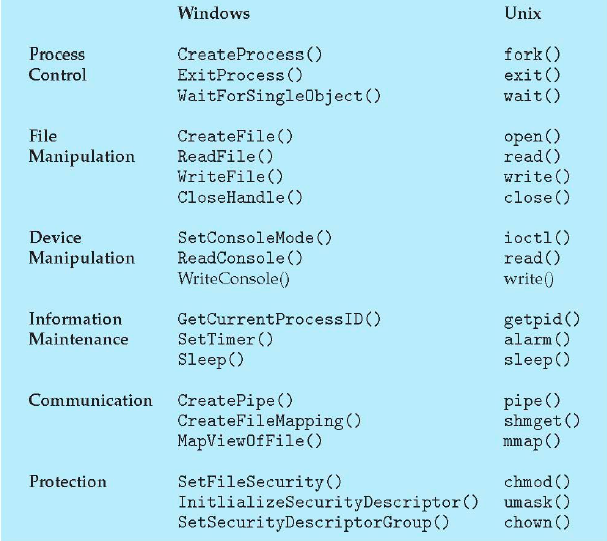 Windows Unix
Process CreateProcess() fork()
Control ExitProcess() exit()
WaitForSingleObject() wait()
File CreateFile() open()
Manipulation ReadFile() read()
WriteFile() write()
CloseHandle() close()
Device SetConsoleMode() ioctl()
Manipulation ReadConsole() read()
WriteConsole() write()
Information GetCurrentProcessID() getpid()
Maintenance SetTimer() alarm()
Sleep() sleep()
Communication CreatePipe() pipe()
CreateFileMapping() shmget()
MapViewOfFile() mmap()
Protection SetFileSecurity() chmod()
InitlializeSecurityDescriptor() umask()
SetSecurityDescriptorGroup() chown()